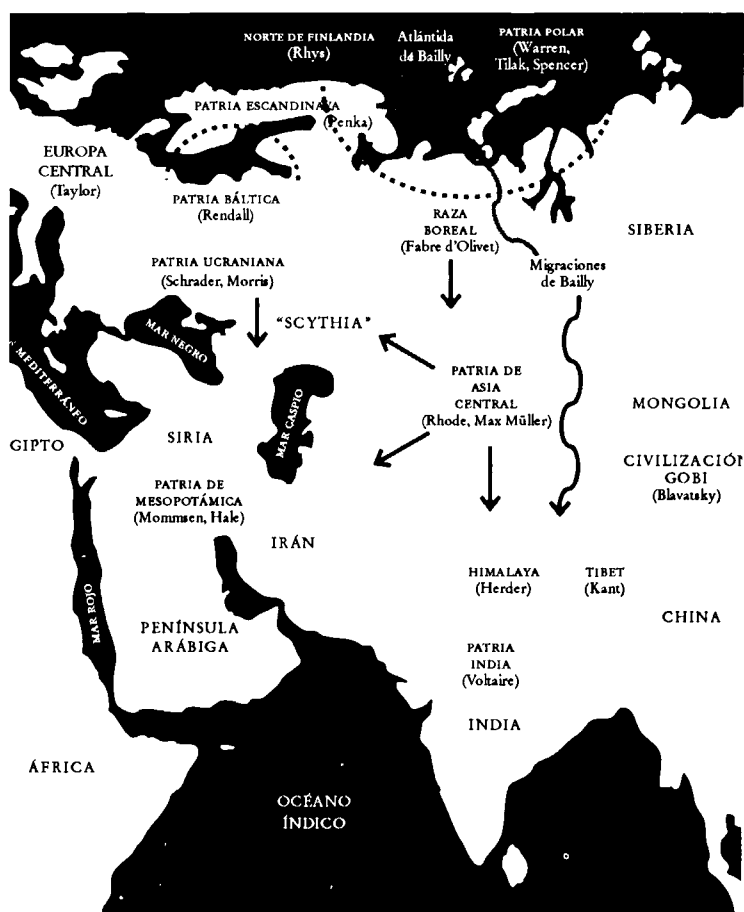 NORTE DE FINLANDIA
(Rhys)
Atlántida
de Bailly
PATRIA POLAR
(Warren,
Tilak, Spencer)
PATRIA ESCANDINAVA
(Penka)
EUROPA
CENTRAL
(Taylor)
PATRIA BÁLTICA
(Rendall)
RAZA
BOREAL
(Fabre d'Olivet)
SIBERIA
PATRIA UCRANIANA
(Schrader, Morris)
Migraciones
de Bailly
"SCYTHIA"
MAR NEGRO
MEDITERRÁNEO
MAR CASPIO
PATRIA DE
ASIA
CENTRAL
(Rhode, Max Müller)
MONGOLIA
GIPTO
SIRIA
CIVILIZACIÓN
GOBI
(Blavatsky)
PATRIA DE
MESOPOTÁMICA
(Mommsen, Hale)
IRÁN
HIMALAYA
(Herder)
TIBET
(Kant)
MAR ROJO
PENÍNSULA
ARÁBIGA
CHINA
PATRIA
INDIA
(Voltaire)
INDIA
ÁFRICA
OCÉANO
ÍNDICO